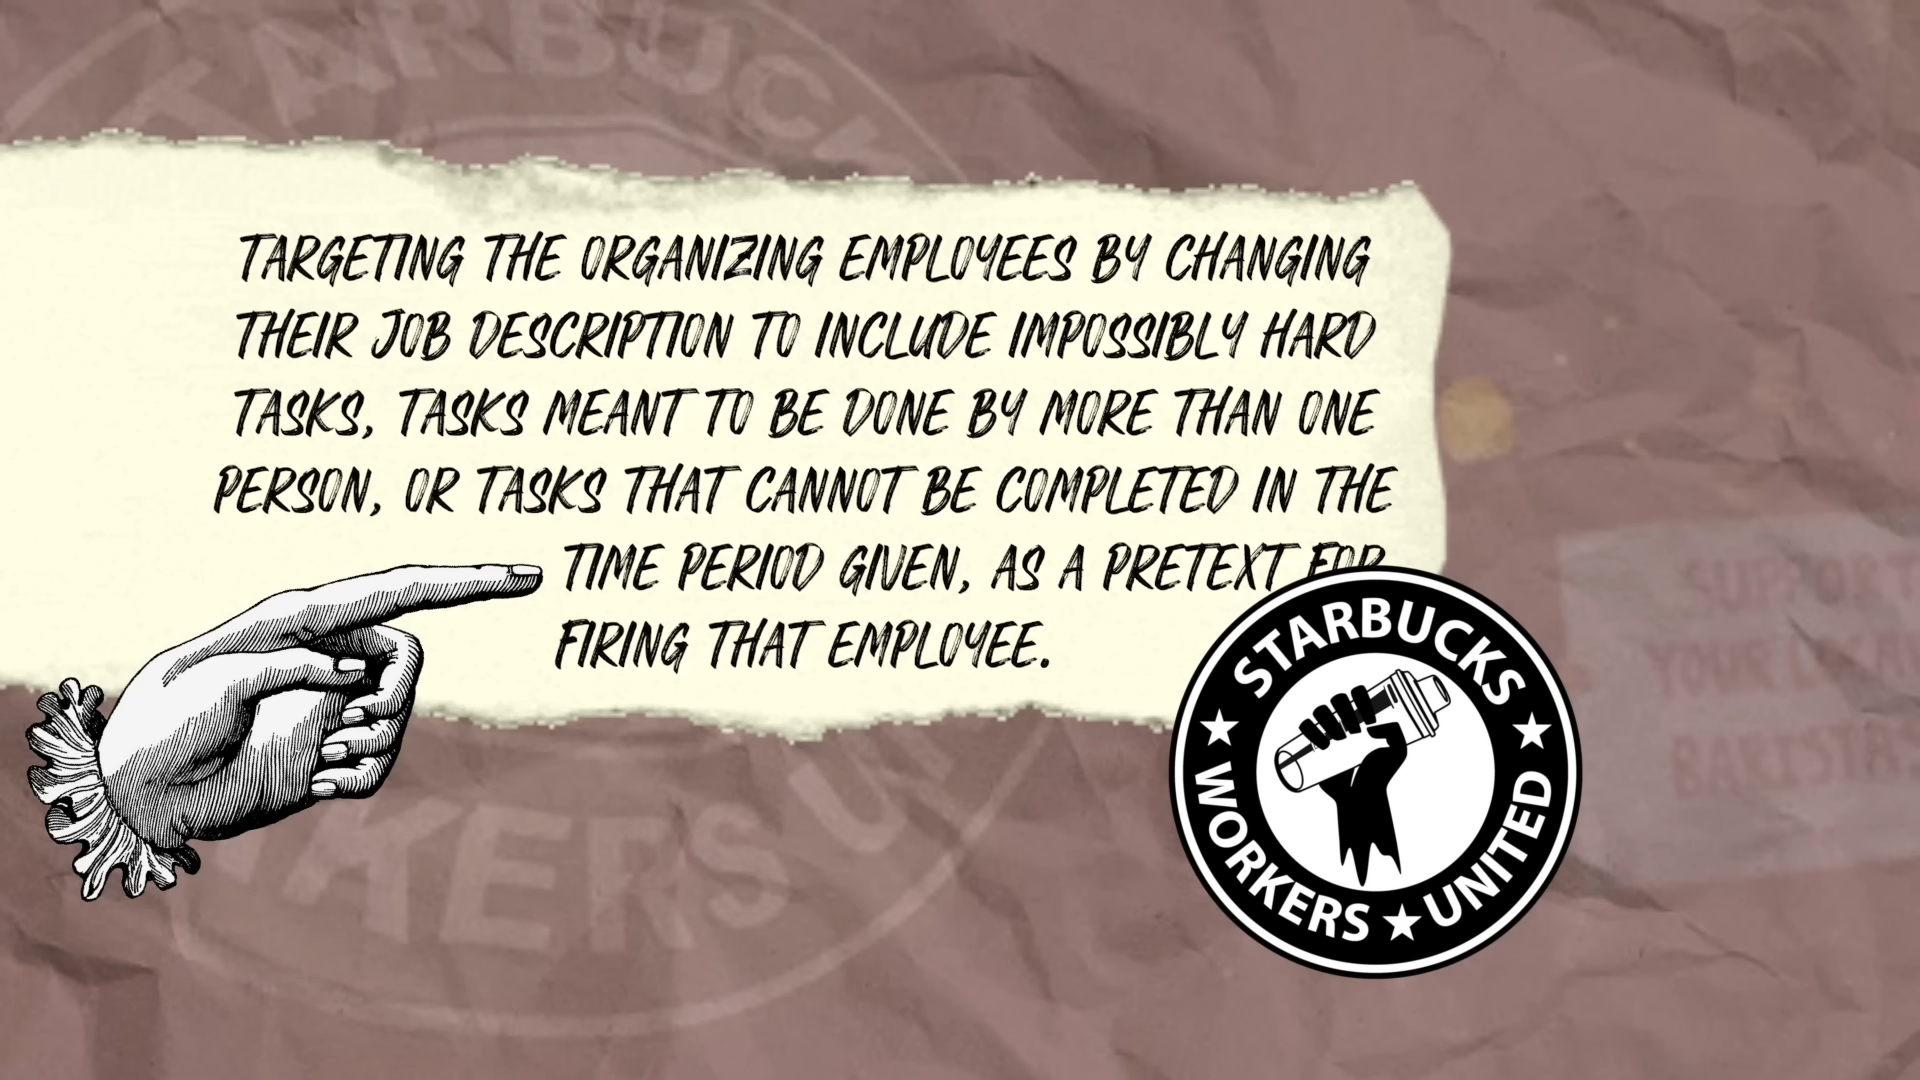 TARGETING THE ORGANIZING EMPLOYEES BY CHANGING
THEIR JOB DESCRIPTION TO INCLUDE IMPOSSIBLY HARD
TASKS, TASKS MEANT TO BE DONE BY MORE THAN ONE
PERSON, OR TASKS THAT CANNOT BE COMPLETED IN THE
TIME PERIOD GIVEN, AS A PRETEXT FOR
FIRING THAT EMPLOYEE.
STARBUCKS
WORKERS ★ UNITED